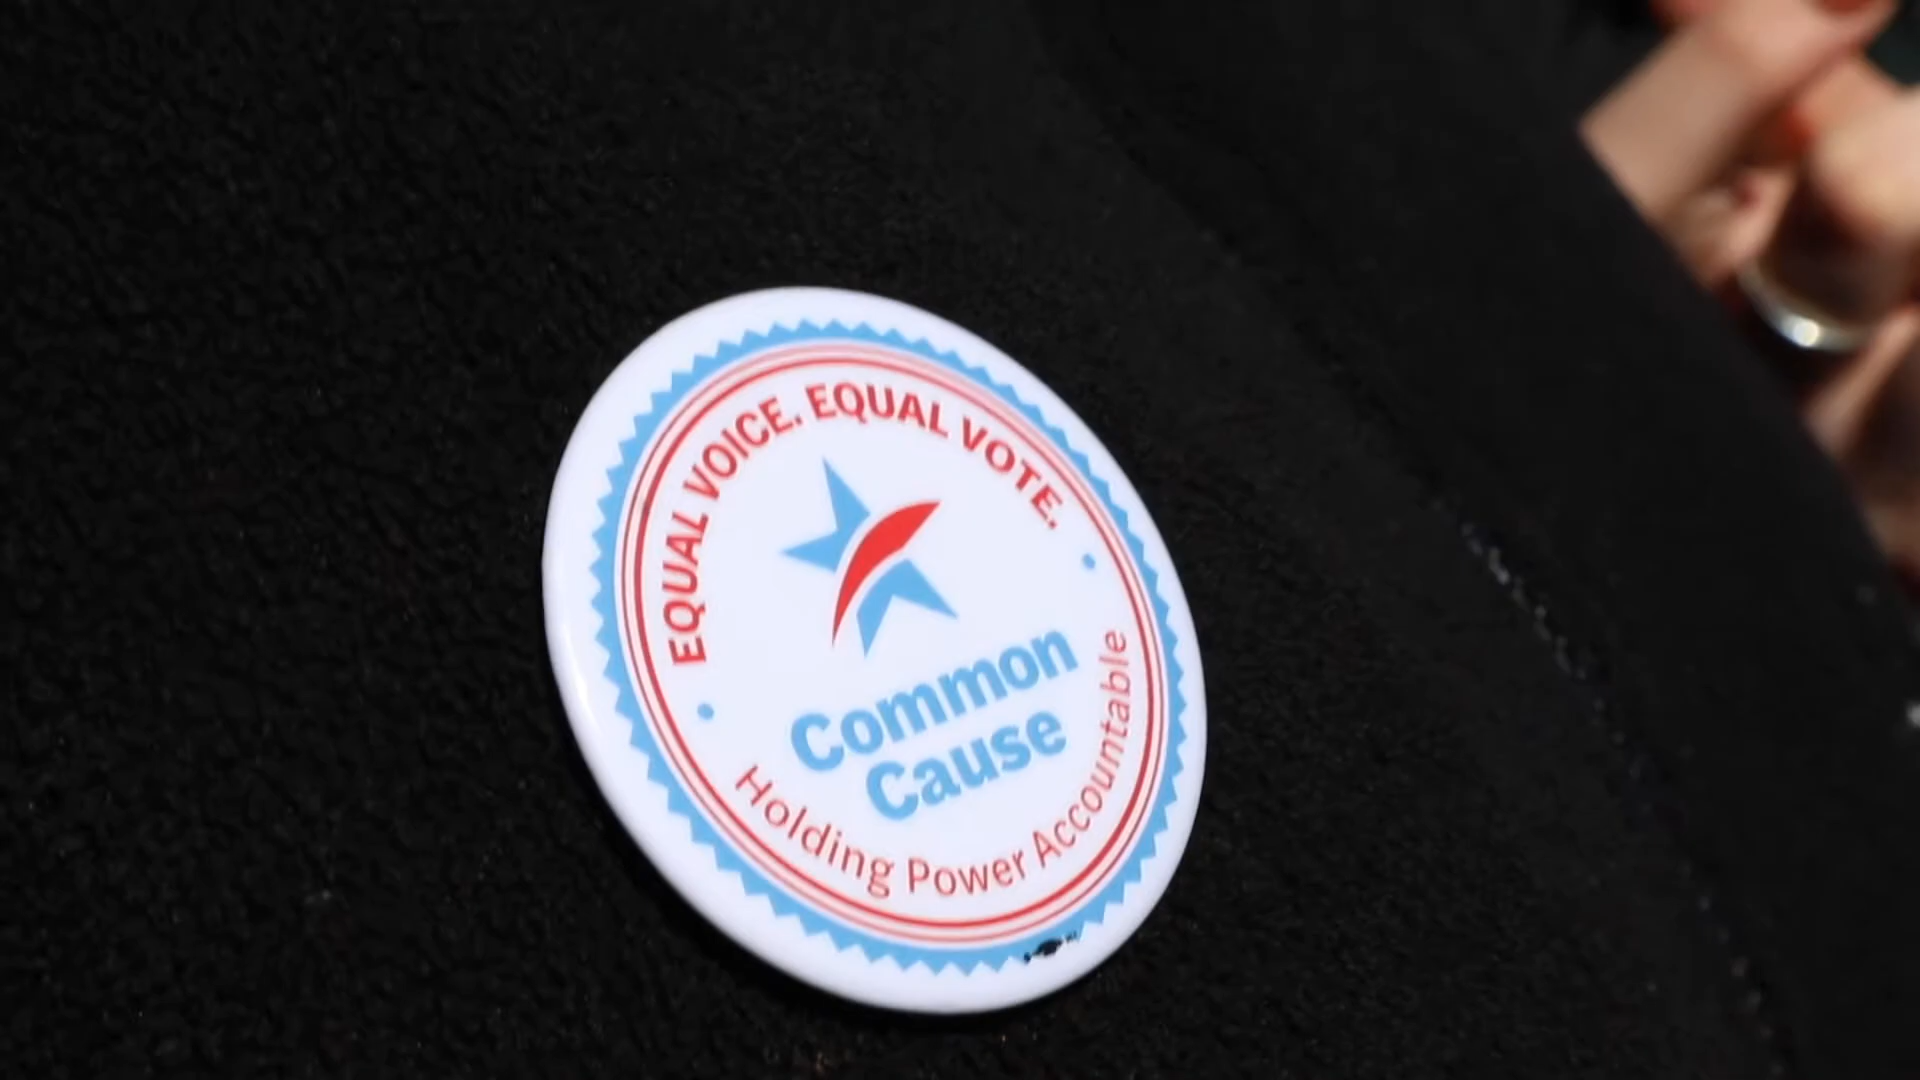 EQUAL VOICE. EQUAL VOTE.
Common
Cause
Holding Power Accountable